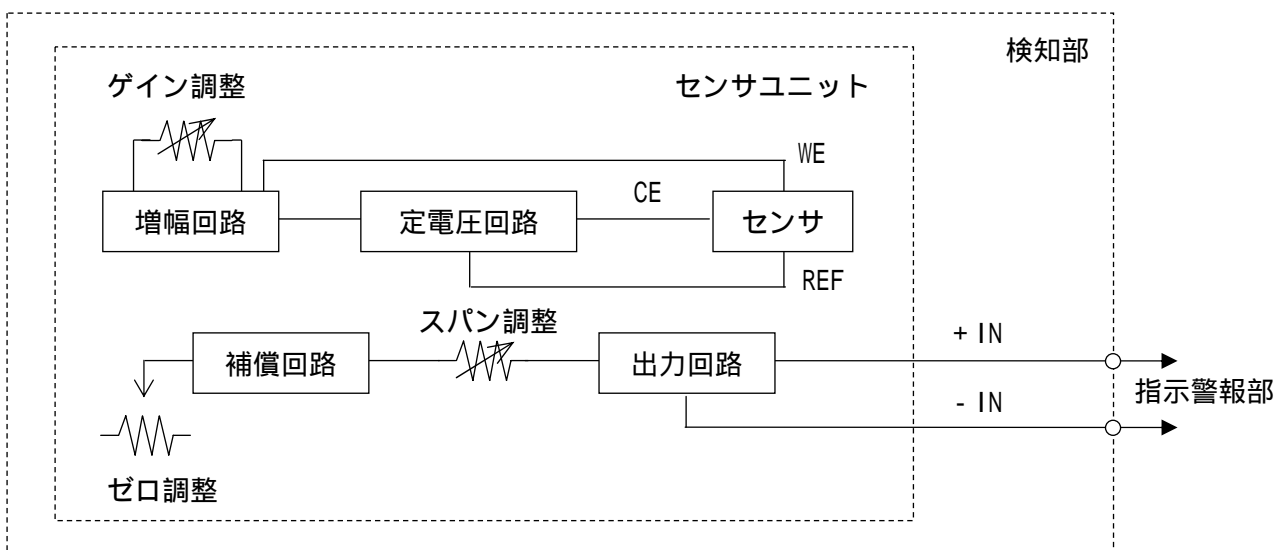 検知部
ゲイン調整
センサユニット
WE
CE
増幅回路
定電圧回路
センサ
REF
スパン調整
+ IN
補償回路
出力回路
指示警報部
- IN
ゼロ調整